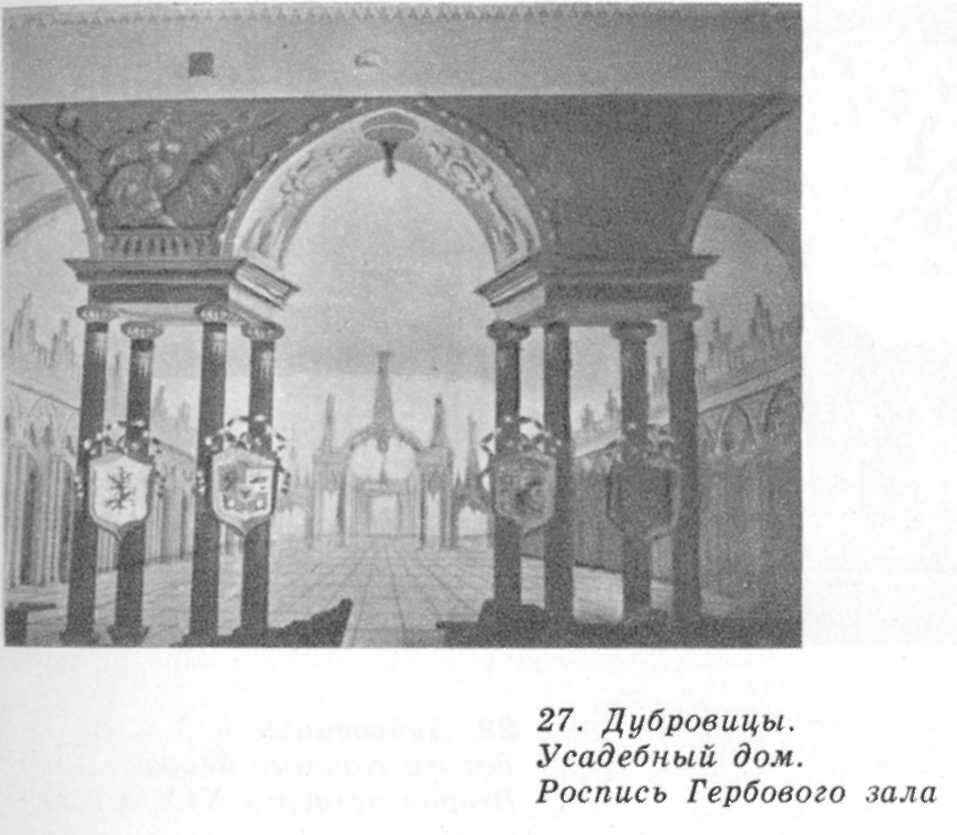 27. Дубровицы.
Усадебный дом.
Роспись Гербового зала